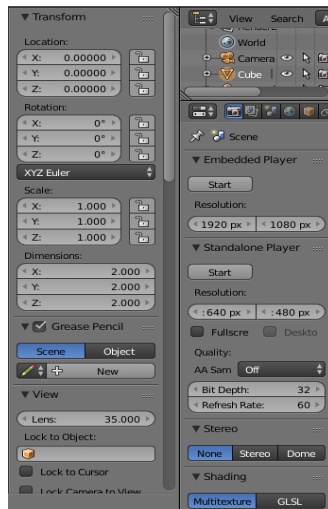 Transform
Location:
X: 0.00000
Y: 0.00000
Z: 0.00000
Rotation:
X: 0°
Y: 0°
Z: 0°
XYZ Euler
Scale:
X: 1.000
Y: 1.000
Z: 1.000
Dimensions:
X: 2.000
Y: 2.000
Z: 2.000
Grease Pencil
Scene Object
New
View
Lens: 35.000
Lock to Object:
Lock to Cursor
Lock Camera to View
View Search
World
Camera
Cube
Scene
Embedded Player
Start
Resolution:
1920 px 1080 px
Standalone Player
Start
Resolution:
:640 px :480 px
Fullscre Deskto
Quality:
AA Sam Off
Bit Depth: 32
Refresh Rate: 60
Stereo
None Stereo Dome
Shading
Multitexture GLSL